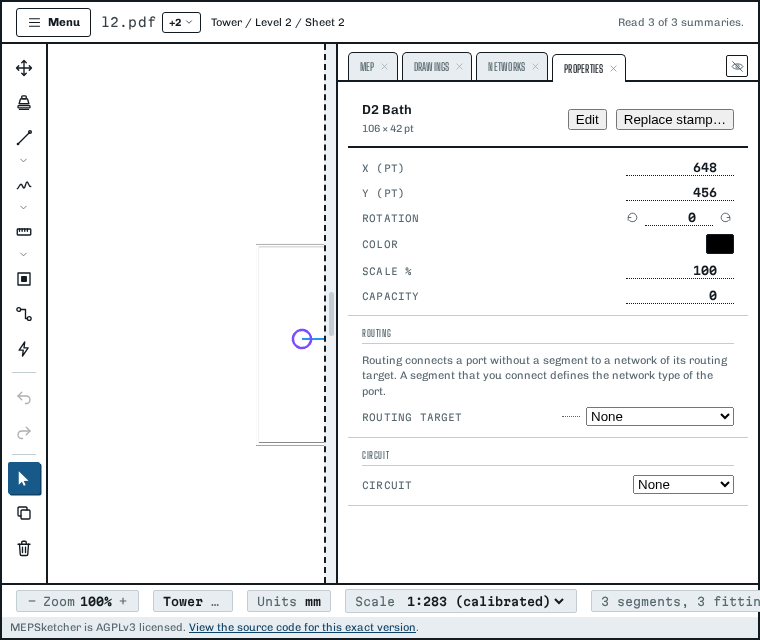 Menu l2.pdf +2 Tower / Level 2 / Sheet 2 Read 3 of 3 summaries.
MEP × DRAWINGS × NETWORKS × PROPERTIES ×
D2 Bath
106 × 42 pt
Edit Replace stamp…
X (PT) 648
Y (PT) 456
ROTATION 0
COLOR
SCALE % 100
CAPACITY 0
ROUTING
Routing connects a port without a segment to a network of its routing
target. A segment that you connect defines the network type of the
port.
ROUTING TARGET None
CIRCUIT
CIRCUIT None
− Zoom 100% + Tower … Units mm Scale 1:283 (calibrated) 3 segments, 3 fittin
MEPSketcher is AGPLv3 licensed. View the source code for this exact version.